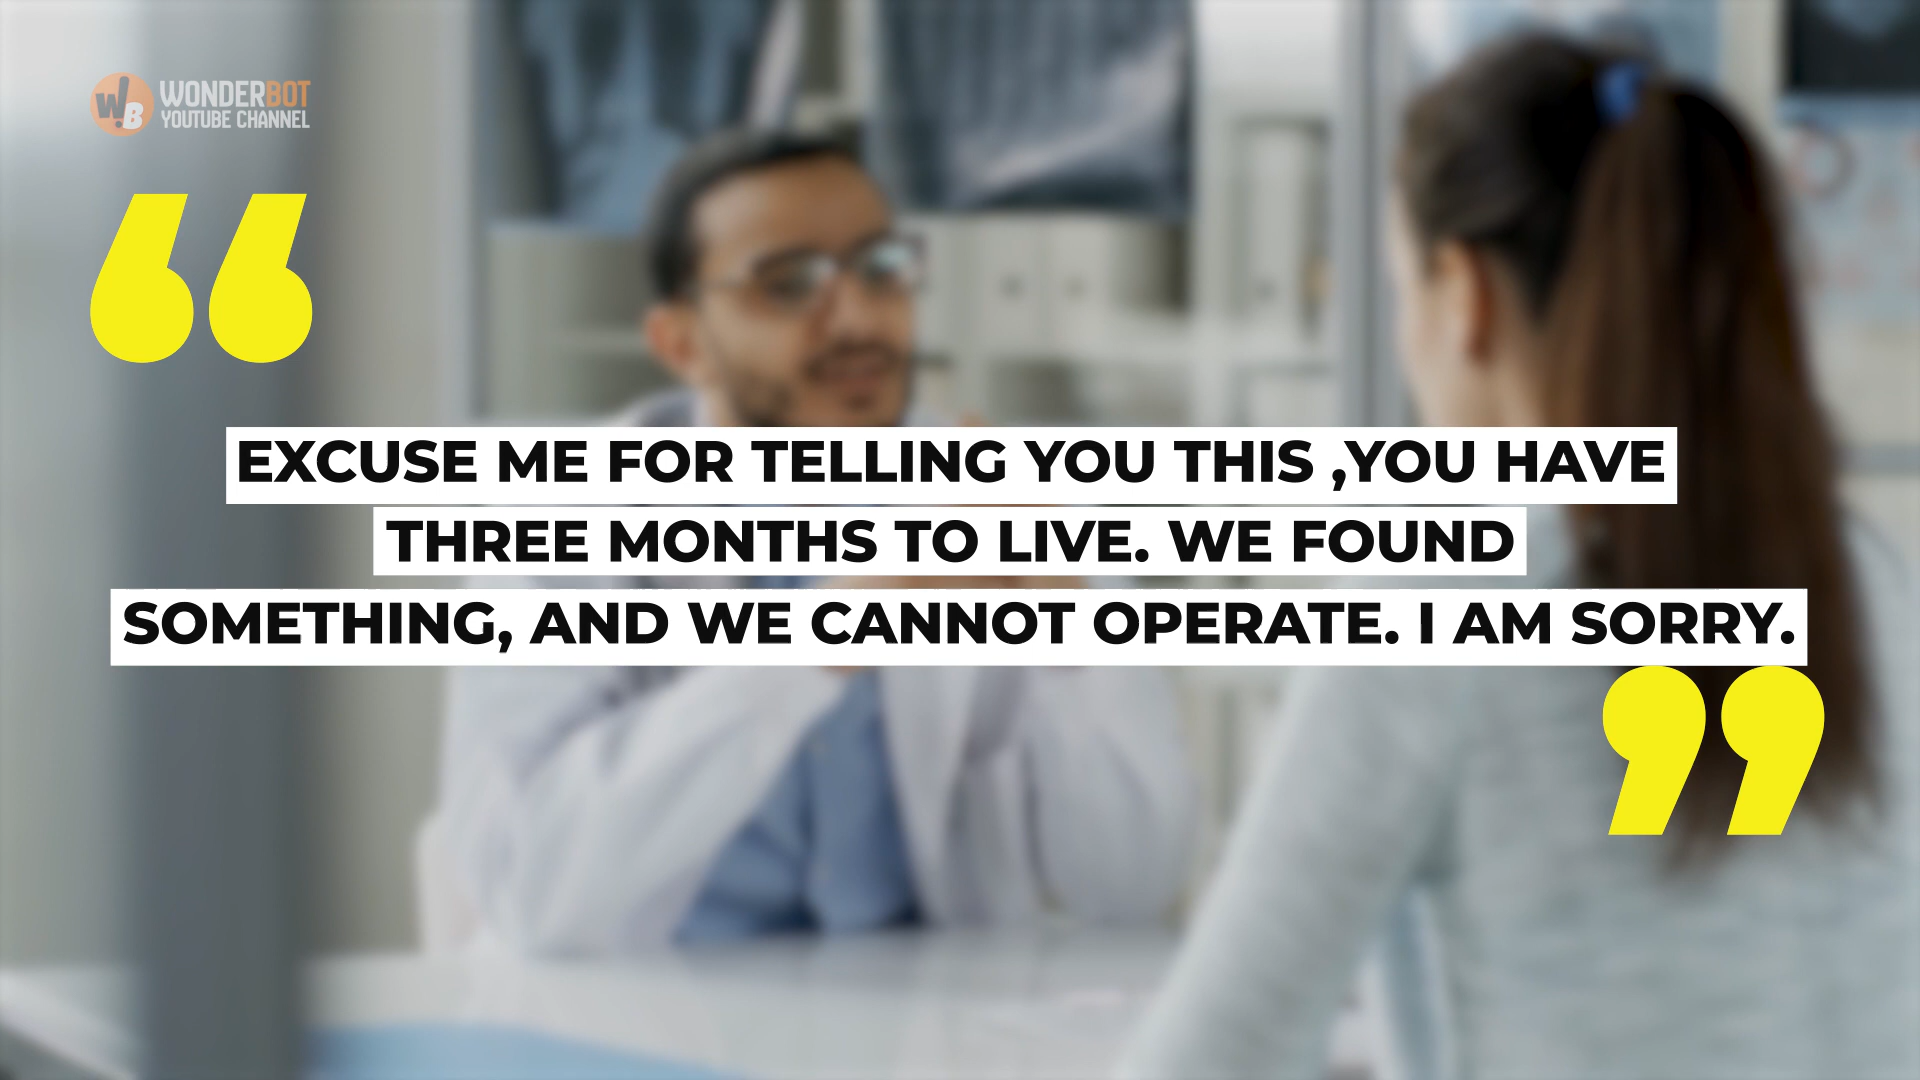 W!B WONDERBOT
YOUTUBE CHANNEL
“
EXCUSE ME FOR TELLING YOU THIS ,YOU HAVE
THREE MONTHS TO LIVE. WE FOUND
SOMETHING, AND WE CANNOT OPERATE. I AM SORRY.
”